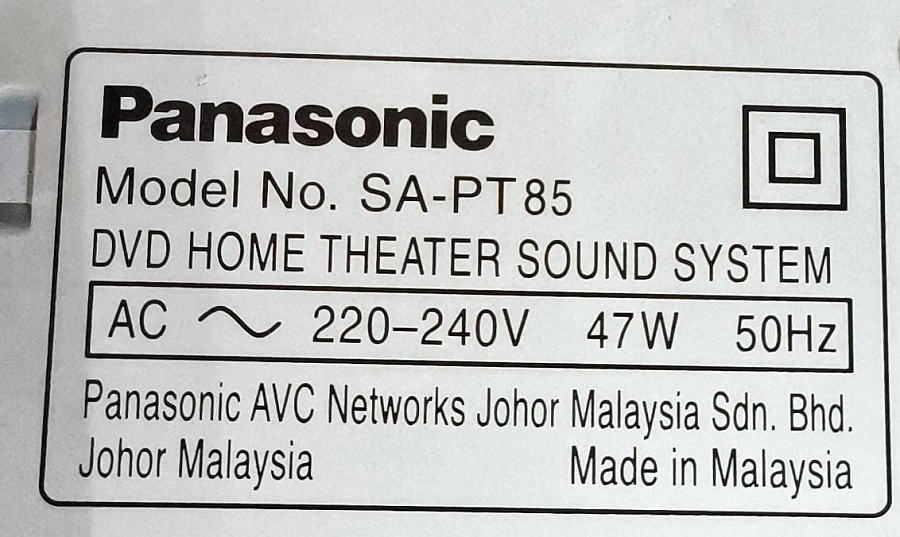 Panasonic
Model No. SA-PT85
DVD HOME THEATER SOUND SYSTEM
AC ~ 220–240V 47W 50Hz
Panasonic AVC Networks Johor Malaysia Sdn. Bhd.
Johor Malaysia Made in Malaysia